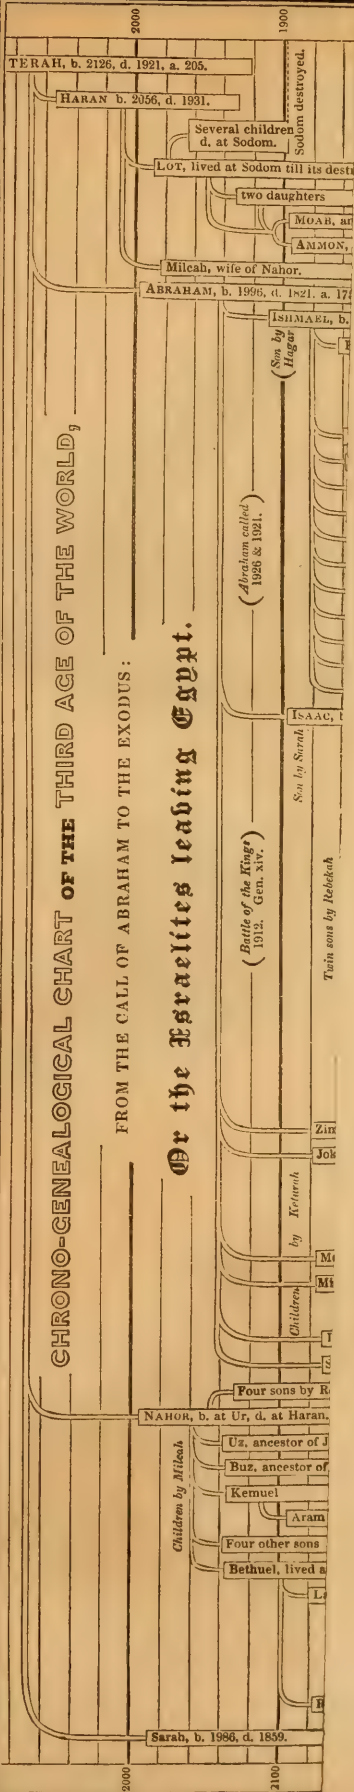 2000
1900
TERAH, b. 2126, d. 1921, a. 205.
HARAN b. 2056, d. 1931.
Sodom destroyed.
Several children
d. at Sodom.
LOT, lived at Sodom till its
two daughters
MOAB,
AMMON,
Milcah, wife of Nahor.
ABRAHAM, b. 1996, d. 1821. a.
ISHMAEL, b.
(Son by
Hagar)
CHRONO-GENEALOGICAL CHART OF THE THIRD AGE OF THE WORLD,
FROM THE CALL OF ABRAHAM TO THE EXODUS:
Or the Israelites leaving Egypt.
(Abraham called
1926 & 1921.)
ISAAC,
Son by Sarah
(Battle of the Kings
1912. Gen. xiv.)
Twin sons by Rebekah
Zim
Jok
Children by Keturah
Me
Mi
Four sons by R
NAHOR, b. at Ur, d. at Haran.
Children by Milcah
Uz, ancestor of
Buz, ancestor of
Kemuel
Aram
Four other sons
Bethuel, lived
Sarah, b. 1986, d. 1859.
2000
2100